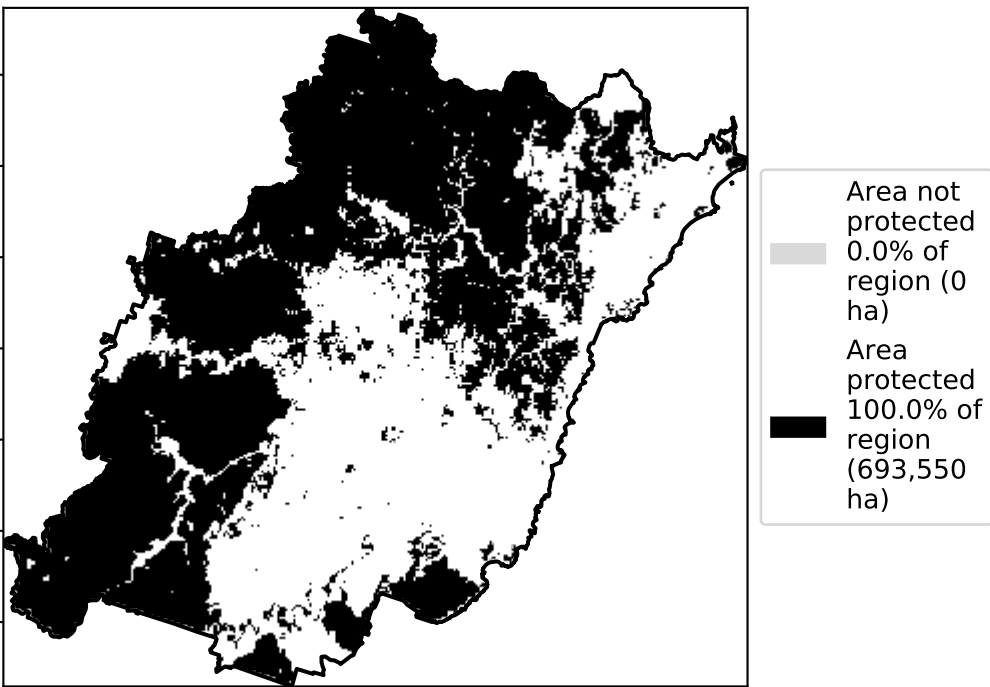 Area not
protected
0.0% of
region (0
ha)
Area
protected
100.0% of
region
(693,550
ha)